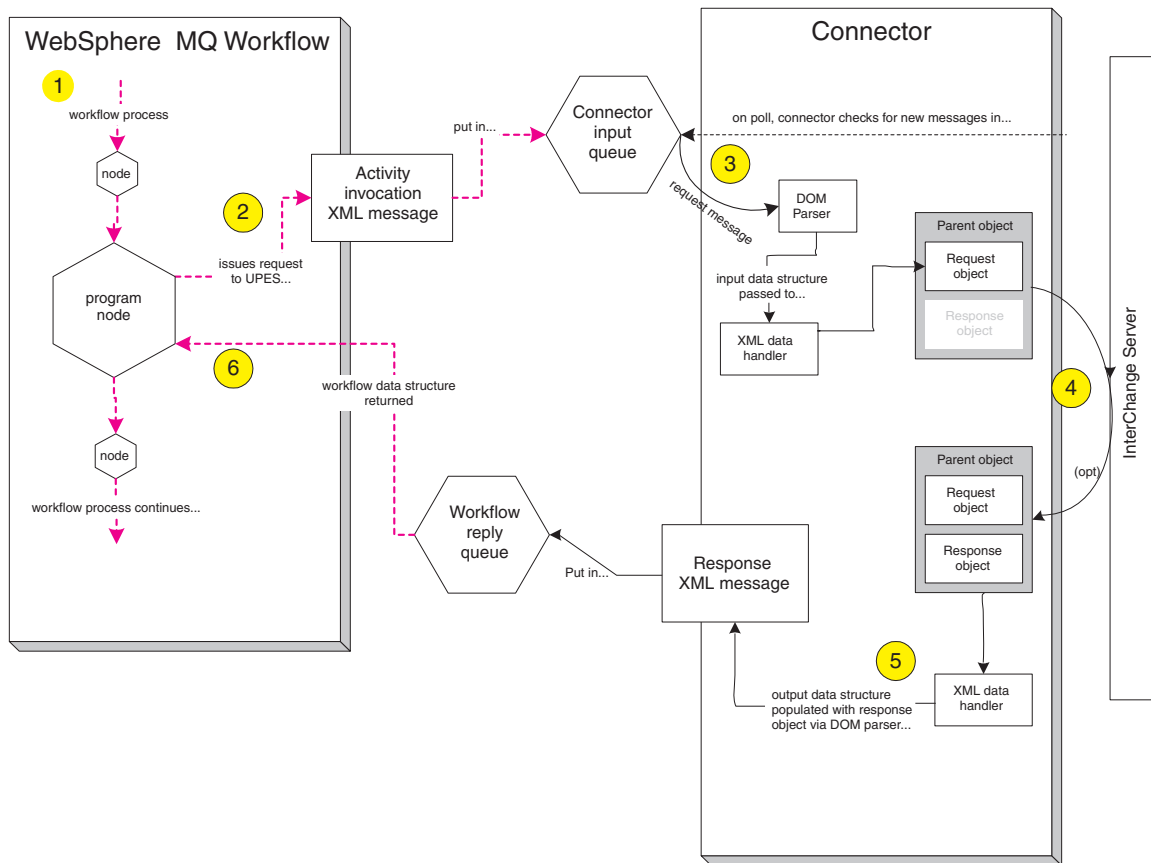 WebSphere MQ Workflow
1
workflow process
node
program
node
node
workflow process continues...
2
issues request
to UPES...
Activity
invocation
XML message
put in...
Connector
input
queue
Connector
on poll, connector checks for new messages in...
3
request message
DOM
Parser
input data structure
passed to...
XML data
handler
Parent object
Request
object
Response
object
4
InterChange Server
(opt)
Parent object
Request
object
Response
object
5
XML data
handler
output data structure
populated with response
object via DOM parser...
Response
XML message
Put in...
Workflow
reply
queue
6
workflow data structure
returned